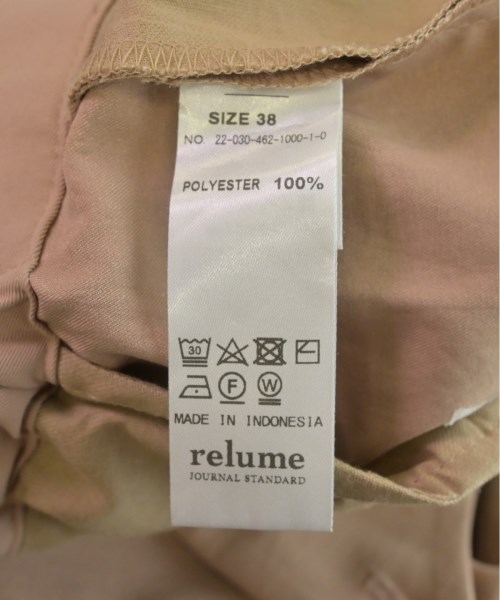 SIZE 38
NO. 22-030-462-1000-1-0
POLYESTER 100%
30
F W
MADE IN INDONESIA
relume
JOURNAL STANDARD